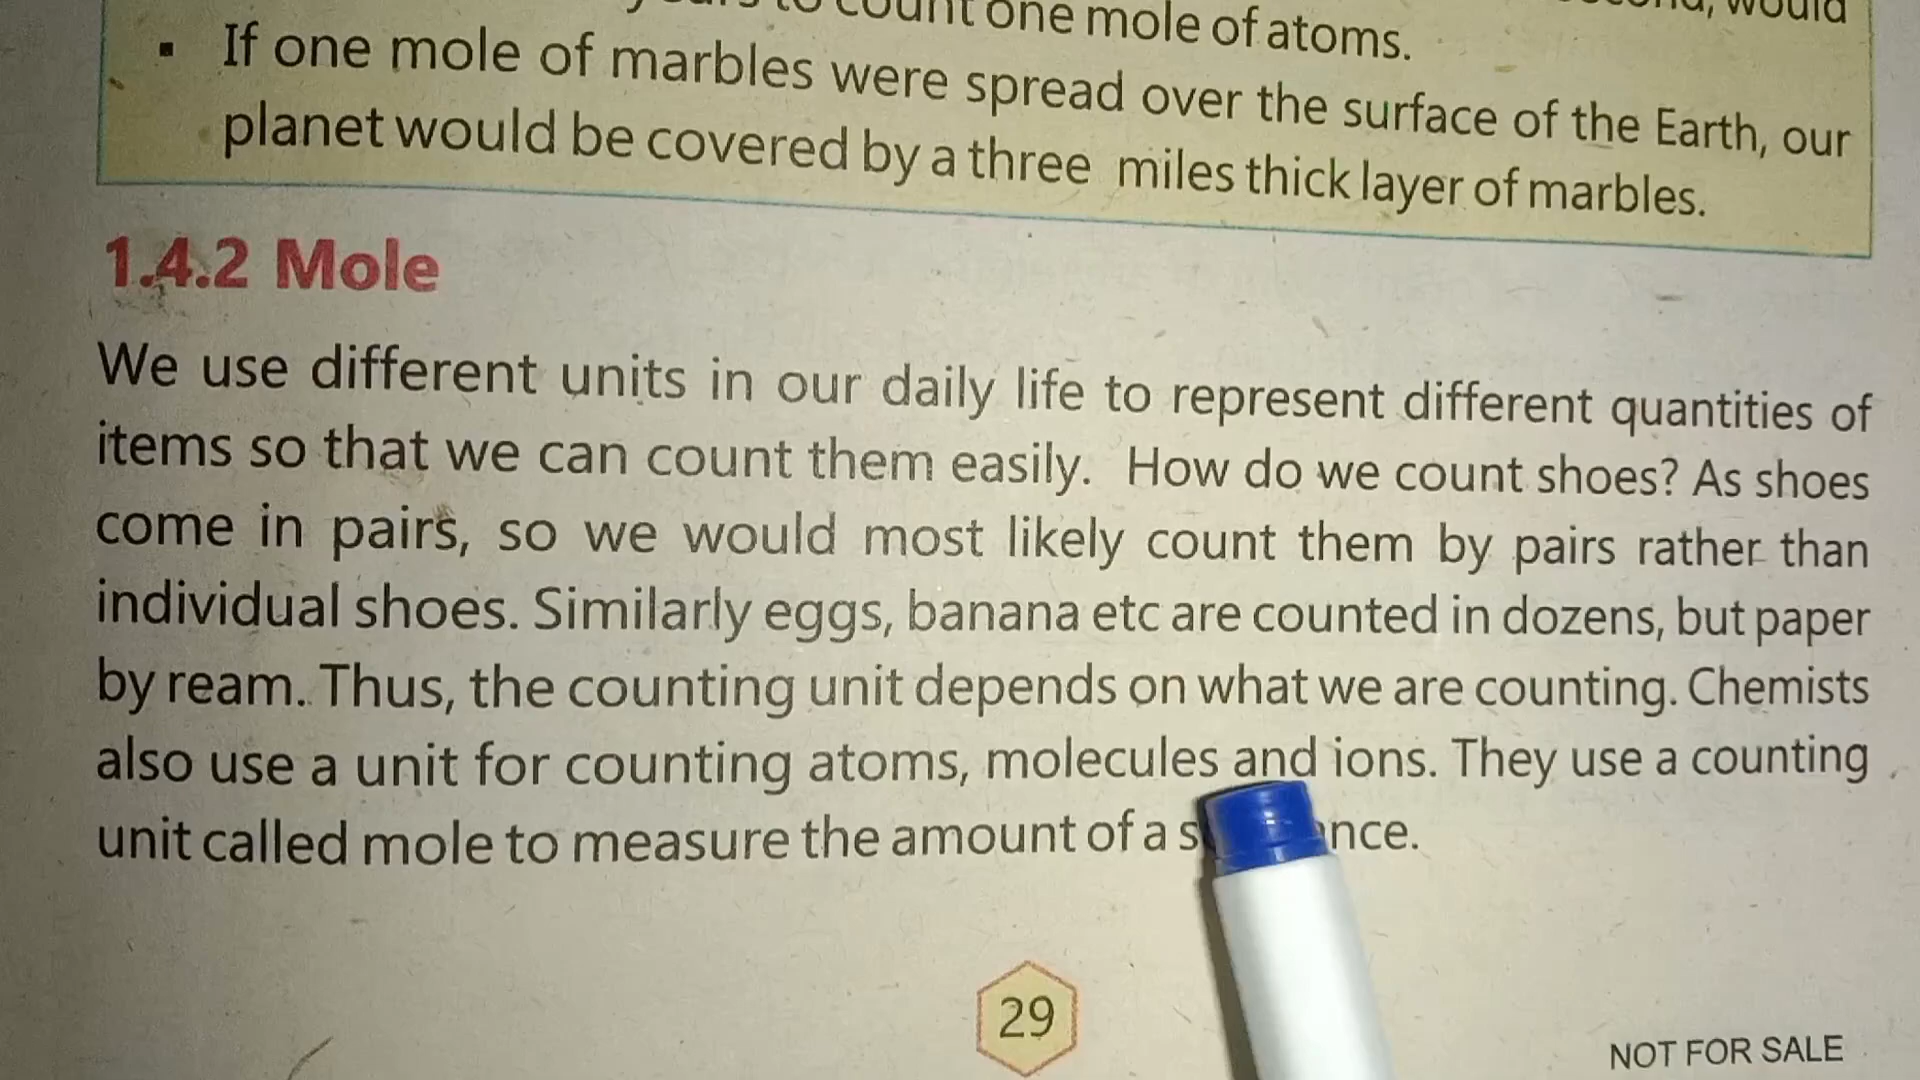 to count one mole of atoms.
▪ If one mole of marbles were spread over the surface of the Earth, our
planet would be covered by a three miles thick layer of marbles.
1.4.2 Mole
We use different units in our daily life to represent different quantities of
items so that we can count them easily. How do we count shoes? As shoes
come in pairs, so we would most likely count them by pairs rather than
individual shoes. Similarly eggs, banana etc are counted in dozens, but paper
by ream. Thus, the counting unit depends on what we are counting. Chemists
also use a unit for counting atoms, molecules and ions. They use a counting
unit called mole to measure the amount of a
29
NOT FOR SALE